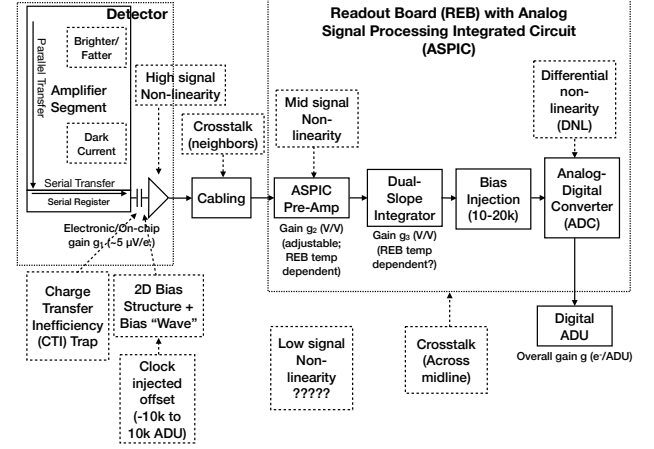 Detector
Parallel Transfer
Brighter/
Fatter
Amplifier
Segment
Dark
Current
Serial Transfer
Serial Register
Electronic/On-chip
gain g₁ (~5 µV/e-)
High signal
Non-linearity
Crosstalk
(neighbors)
Cabling
Readout Board (REB) with Analog
Signal Processing Integrated Circuit
(ASPIC)
Mid signal
Non-
linearity
ASPIC
Pre-Amp
Gain g₂ (V/V)
(adjustable;
REB temp
dependent)
Dual-
Slope
Integrator
Gain g₃ (V/V)
(REB temp
dependent?)
Bias
Injection
(10-20k)
Differential
non-
linearity
(DNL)
Analog-
Digital
Converter
(ADC)
Charge
Transfer
Inefficiency
(CTI) Trap
2D Bias
Structure +
Bias “Wave”
Clock
injected
offset
(-10k to
10k ADU)
Low signal
Non-
linearity
?????
Crosstalk
(Across
midline)
Digital
ADU
Overall gain g (e-/ADU)